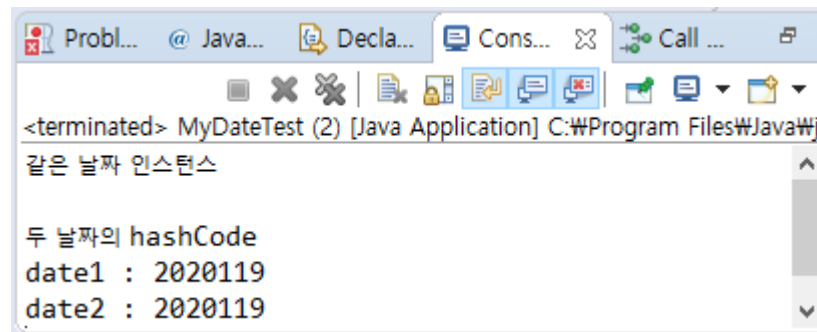 Probl... @ Java... Decla... Cons... Call ...
<terminated> MyDateTest (2) [Java Application] C:₩Program Files₩Java₩j
같은 날짜 인스턴스
두 날짜의 hashCode
date1 : 2020119
date2 : 2020119